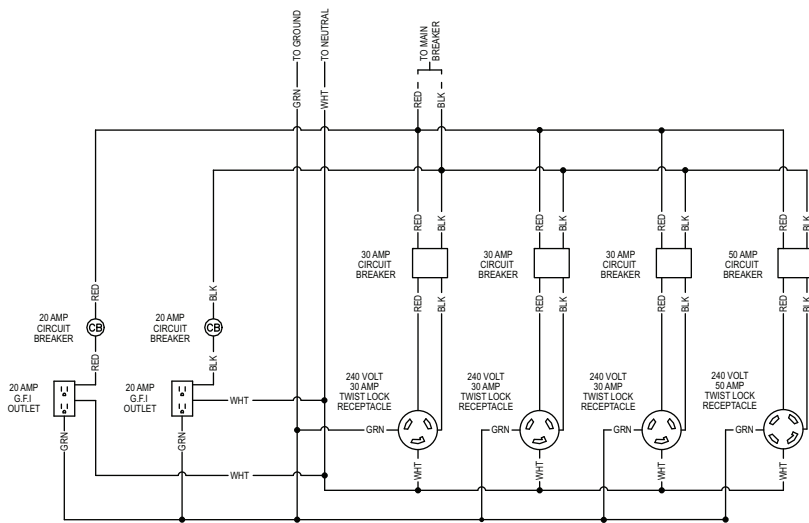 TO GROUND
TO NEUTRAL
TO MAIN
BREAKER
GRN
WHT
RED
BLK
RED
BLK
RED
BLK
RED
BLK
RED
BLK
30 AMP
CIRCUIT
BREAKER
30 AMP
CIRCUIT
BREAKER
30 AMP
CIRCUIT
BREAKER
50 AMP
CIRCUIT
BREAKER
RED
BLK
20 AMP
CIRCUIT
BREAKER
CB
20 AMP
CIRCUIT
BREAKER
CB
RED
BLK
RED
BLK
RED
BLK
RED
BLK
RED
BLK
20 AMP
G.F.I
OUTLET
20 AMP
G.F.I
OUTLET
240 VOLT
30 AMP
TWIST LOCK
RECEPTACLE
240 VOLT
30 AMP
TWIST LOCK
RECEPTACLE
240 VOLT
30 AMP
TWIST LOCK
RECEPTACLE
240 VOLT
50 AMP
TWIST LOCK
RECEPTACLE
WHT
GRN
GRN
GRN
GRN
GRN
GRN
WHT
WHT
WHT
WHT
WHT